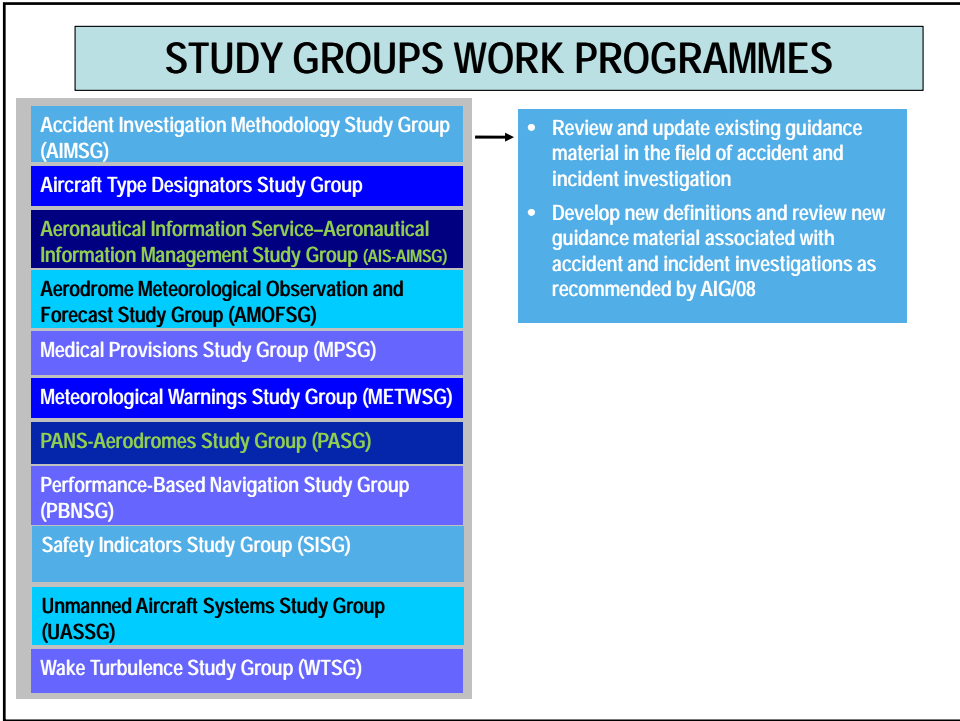 STUDY GROUPS WORK PROGRAMMES
Accident Investigation Methodology Study Group
(AIMSG)
Aircraft Type Designators Study Group
Aeronautical Information Service–Aeronautical
Information Management Study Group (AIS-AIMSG)
Aerodrome Meteorological Observation and
Forecast Study Group (AMOFSG)
Medical Provisions Study Group (MPSG)
Meteorological Warnings Study Group (METWSG)
PANS-Aerodromes Study Group (PASG)
Performance-Based Navigation Study Group
(PBNSG)
Safety Indicators Study Group (SISG)
Unmanned Aircraft Systems Study Group
(UASSG)
Wake Turbulence Study Group (WTSG)
• Review and update existing guidance
material in the field of accident and
incident investigation
• Develop new definitions and review new
guidance material associated with
accident and incident investigations as
recommended by AIG/08